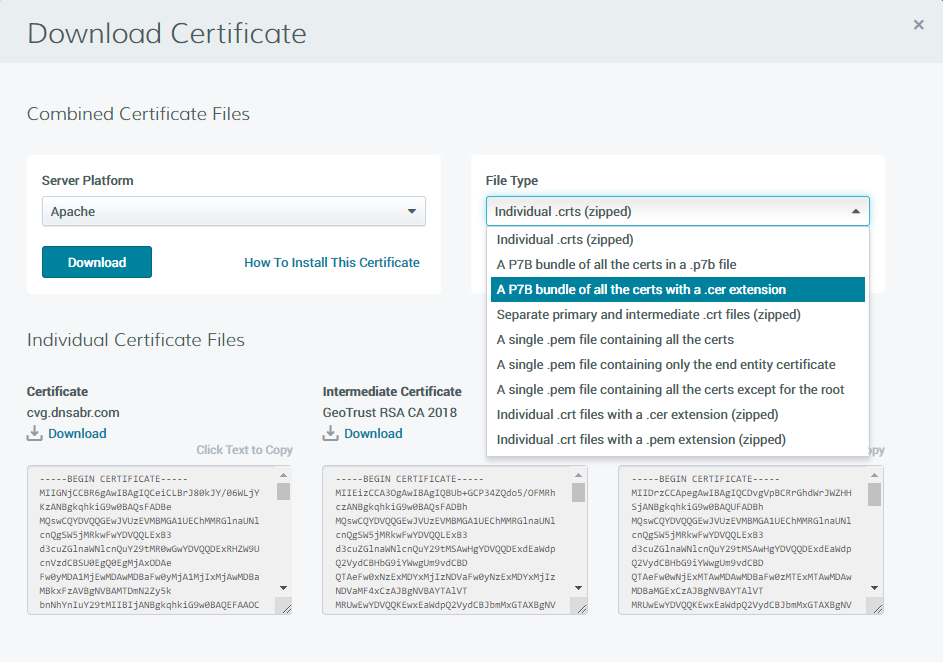 Download Certificate
×
Combined Certificate Files
Server Platform
Apache
Download
How To Install This Certificate
File Type
Individual .crts (zipped)
Individual .crts (zipped)
A P7B bundle of all the certs in a .p7b file
A P7B bundle of all the certs with a .cer extension
Separate primary and intermediate .crt files (zipped)
A single .pem file containing all the certs
A single .pem file containing only the end entity certificate
A single .pem file containing all the certs except for the root
Individual .crt files with a .cer extension (zipped)
Individual .crt files with a .pem extension (zipped)
Individual Certificate Files
Certificate
cvg.dnsabr.com
Download
Click Text to Copy
-----BEGIN CERTIFICATE-----
MIIGNjCCBR6gAwIBAgIQCeiCLBrJ80kJY/06WLjY
KzANBgkqhkiG9w0BAQsFADBe
MQswCQYDVQQGEwJVUzEVMBMGA1UEChMMRGlnaUNl
cnQgSW5jMRkwFwYDVQQLExB3
d3cuZGlnaWNlcnQuY29tMR0wGwYDVQQDExRHZW9U
cnVzdCBSU0EgQ0EgMjAxODAe
Fw0yMDA1MjEwMDAwMDBaFw0yMjA1MjIxMjAwMDBa
MBkxFzAVBgNVBAMTDmN2Zy5k
bnNhYnIuY29tMIIBIjANBgkqhkiG9w0BAQEFAAOC
Intermediate Certificate
GeoTrust RSA CA 2018
Download
-----BEGIN CERTIFICATE-----
MIIEizCCA3OgAwIBAgIQBUb+GCP34ZQdo5/OFMRh
czANBgkqhkiG9w0BAQsFADBh
MQswCQYDVQQGEwJVUzEVMBMGA1UEChMMRGlnaUNl
cnQgSW5jMRkwFwYDVQQLExB3
d3cuZGlnaWNlcnQuY29tMSAwHgYDVQQDExdEaWdp
Q2VydCBHbG9iYWwgUm9vdCBD
QTAeFw0xNzExMDYxMjIzNDVaFw0yNzExMDYxMjIz
NDVaMF4xCzAJBgNVBAYTAlVT
MRUwEwYDVQQKEwxEaWdpQ2VydCBJbmMxGTAXBgNV
opy
-----BEGIN CERTIFICATE-----
MIIDrzCCApegAwIBAgIQCDvgVpBCRrGhdWrJWZHH
SjANBgkqhkiG9w0BAQUFADBh
MQswCQYDVQQGEwJVUzEVMBMGA1UEChMMRGlnaUNl
cnQgSW5jMRkwFwYDVQQLExB3
d3cuZGlnaWNlcnQuY29tMSAwHgYDVQQDExdEaWdp
Q2VydCBHbG9iYWwgUm9vdCBD
QTAeFw0wNjExMTAwMDAwMDBaFw0zMTExMTAwMDAw
MDBaMGExCzAJBgNVBAYTAlVT
MRUwEwYDVQQKEwxEaWdpQ2VydCBJbmMxGTAXBgNV